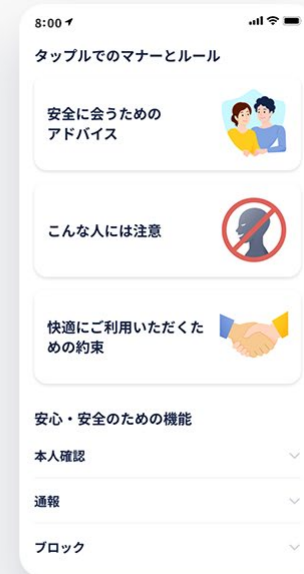 8:00
タップルでのマナーとルール
安全に会うための
アドバイス
こんな人には注意
快適にご利用いただくた
めの約束
安心・安全のための機能
本人確認
通報
ブロック